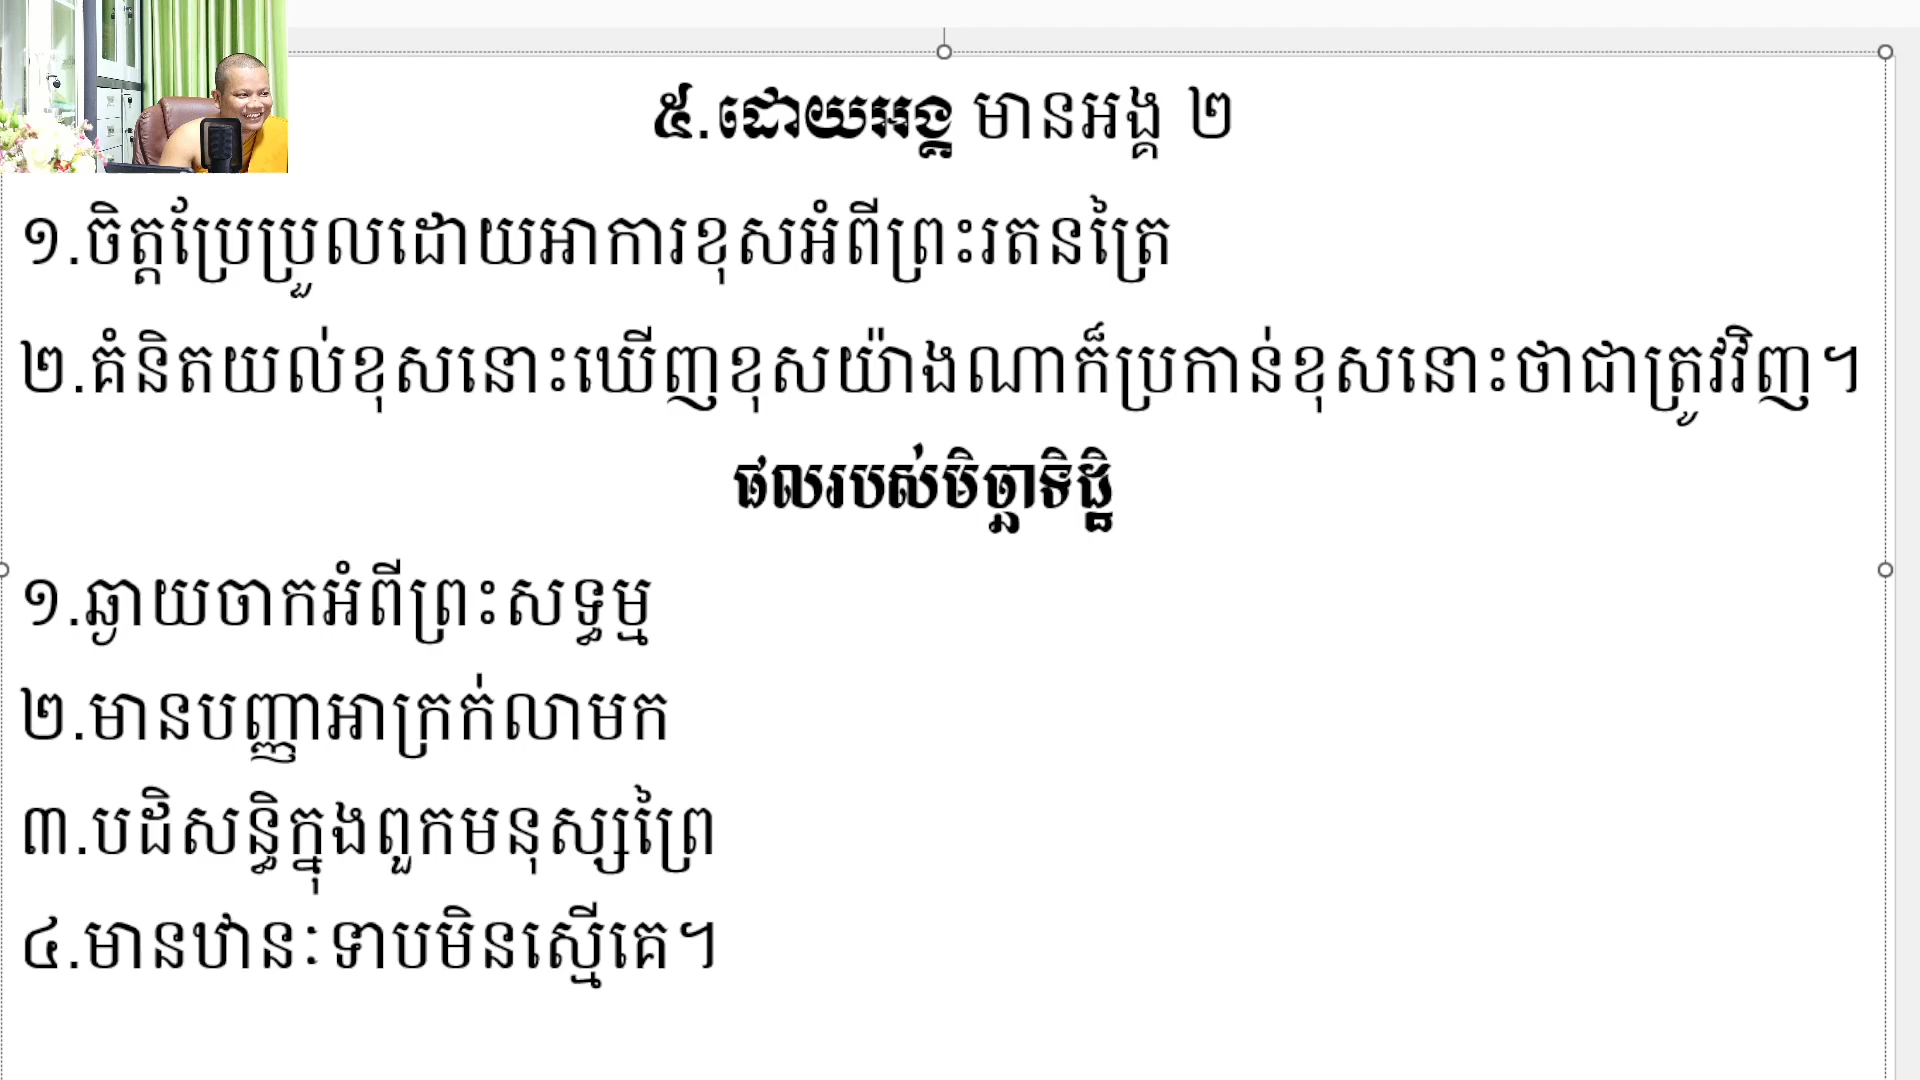 ៥.ដោយអង្គ មានអង្គ ២
១.ចិត្តប្រែប្រួលដោយអាការខុសអំពីព្រះរតនត្រៃ
២.គំនិតយល់ខុសនោះឃើញខុសយ៉ាងណាក៏ប្រកាន់ខុសនោះថាជាត្រូវវិញ។
ផលរបស់មិច្ឆាទិដ្ឋិ
១.ឆ្ងាយចាកអំពីព្រះសទ្ធម្ម
២.មានបញ្ញាអាក្រក់លាមក
៣.បដិសន្ធិក្នុងពួកមនុស្សព្រៃ
៤.មានឋានៈទាបមិនស្មើគេ។